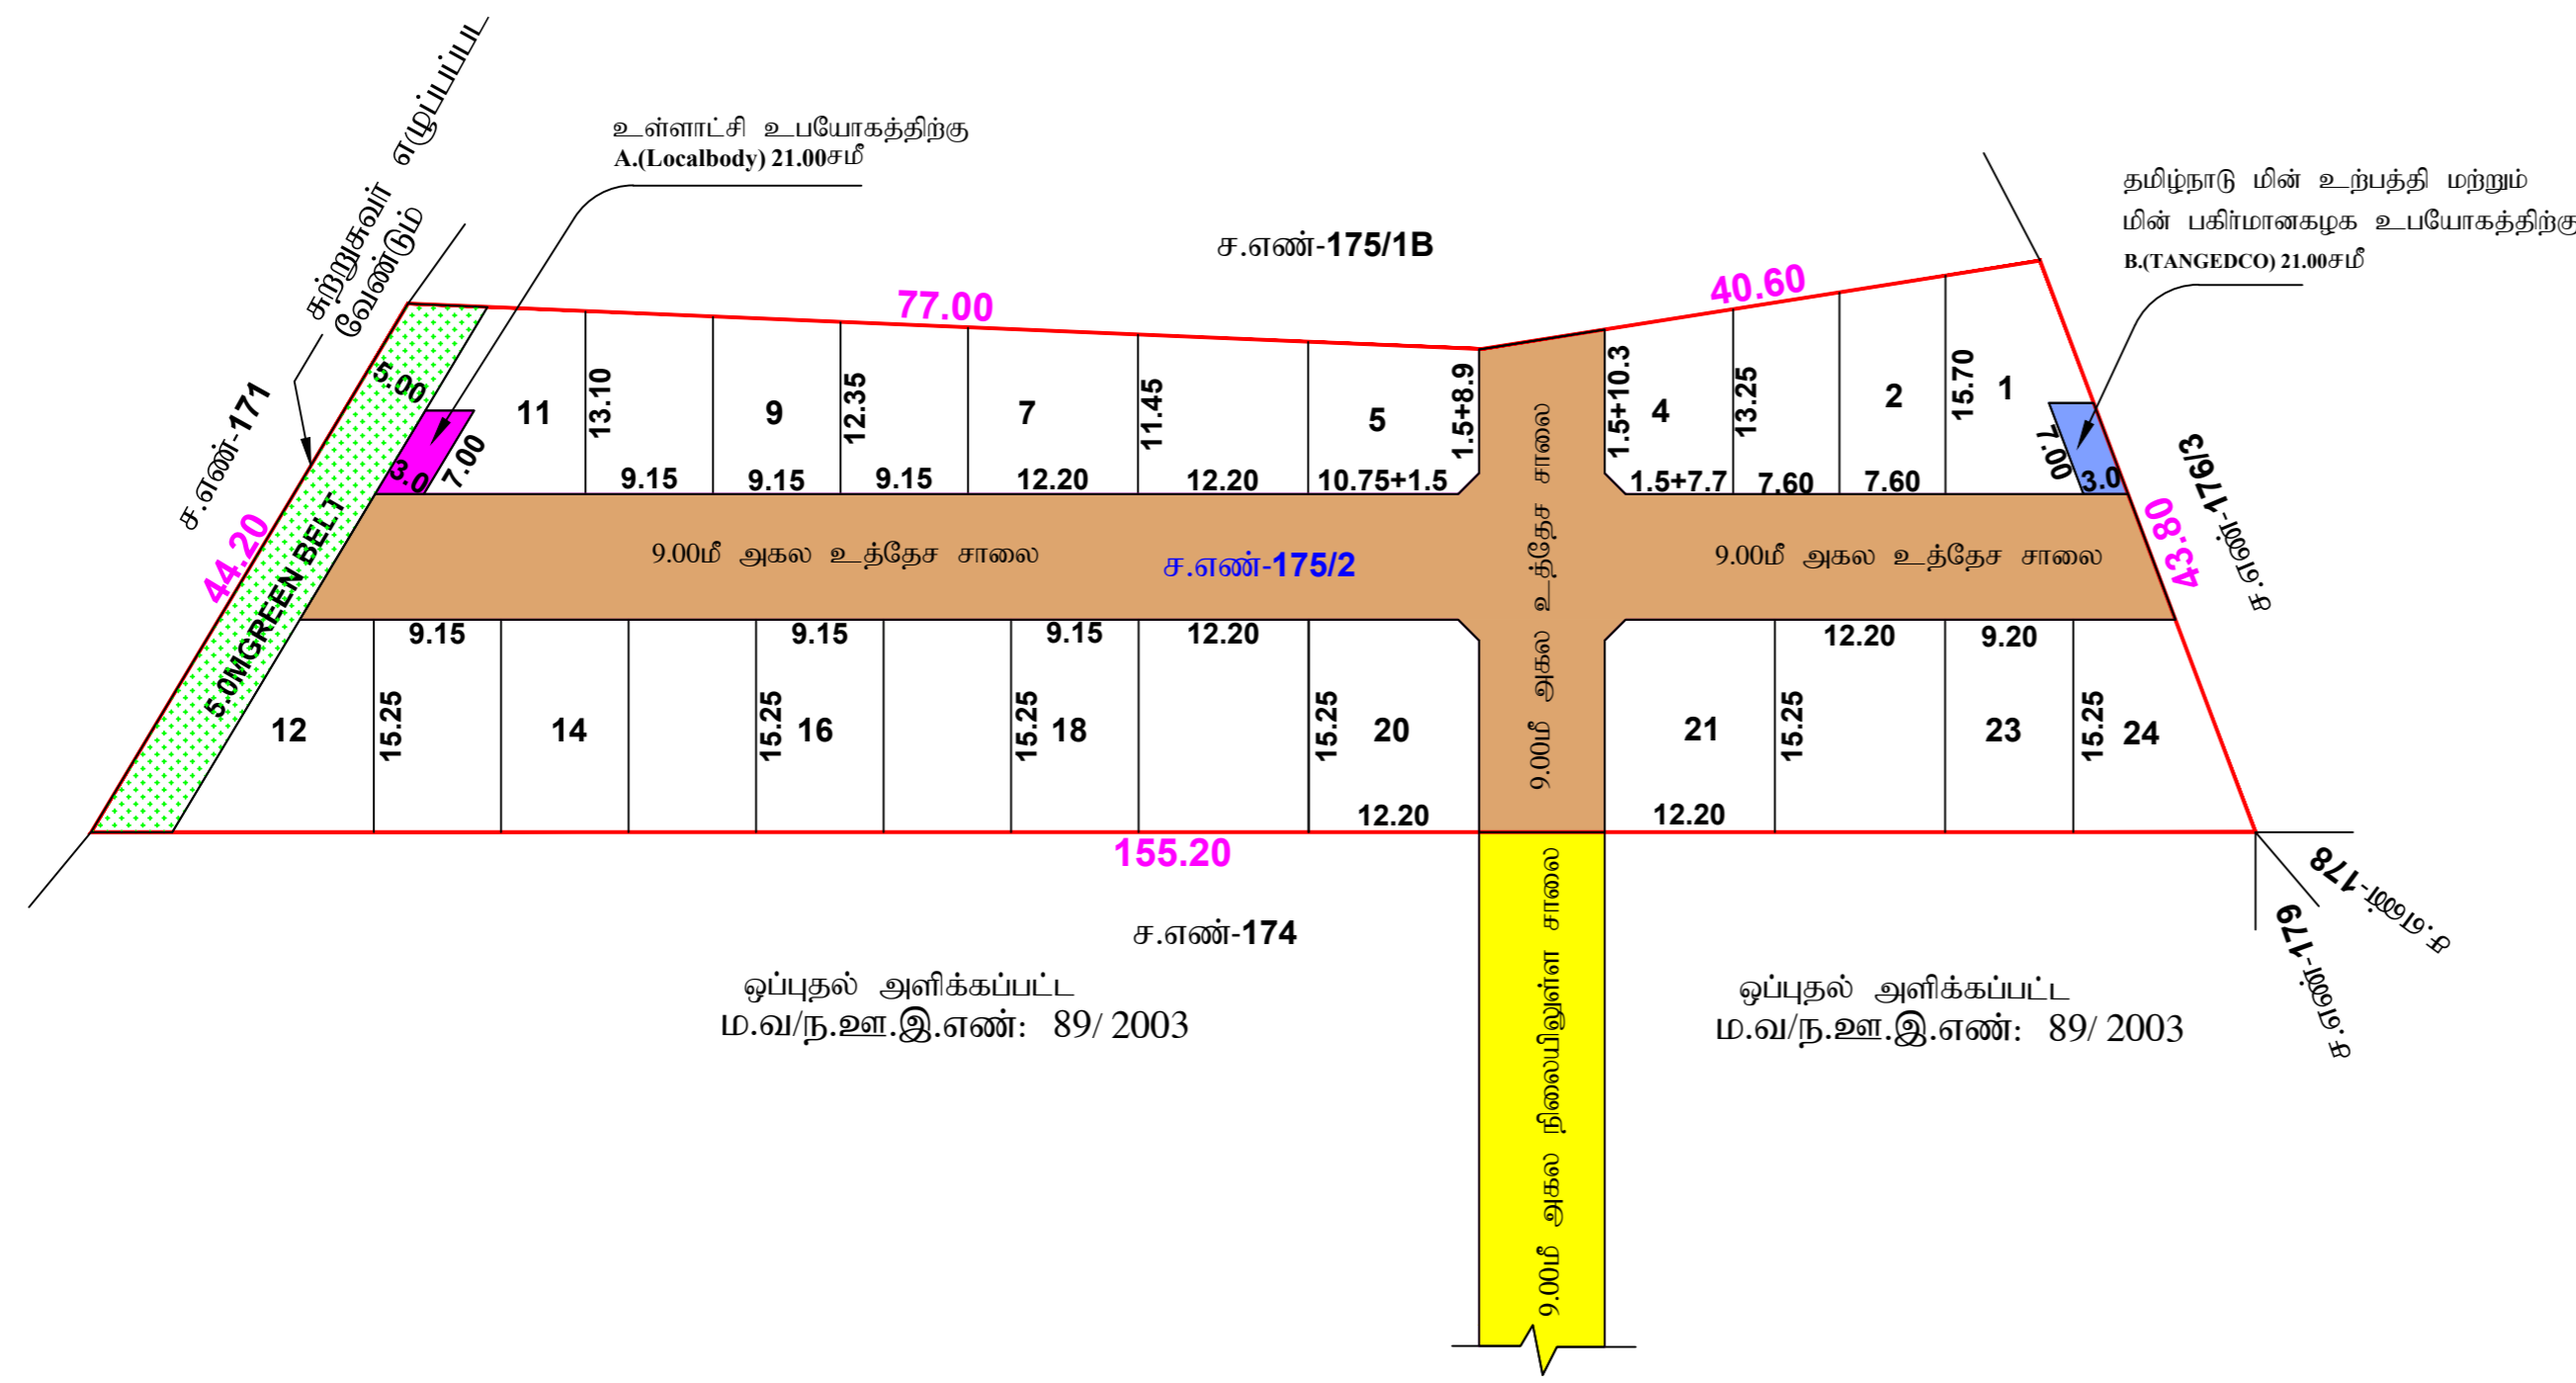 சுற்றுசுவர் எழுப்பப்பட
வேண்டும்
உள்ளாட்சி உபயோகத்திற்கு
A.(Localbody) 21.00சமீ
தமிழ்நாடு மின் உற்பத்தி மற்றும்
மின் பகிர்மானகழக உபயோகத்திற்கு
B.(TANGEDCO) 21.00சமீ
ச.எண்-175/1B
77.00
40.60
ச.எண்-171
44.20
5.00
3.0
7.00
5.0MGREEN BELT
11
13.10
9
12.35
7
11.45
5
1.5+8.9
1.5+10.3
4
13.25
2
15.70
1
7.00
3.0
9.15
9.15
9.15
12.20
12.20
10.75+1.5
1.5+7.7
7.60
7.60
ச.எண்-176/3
43.80
9.00மீ அகல உத்தேச சாலை
ச.எண்-175/2
9.00மீ அகல உத்தேச சாலை
9.00மீ அகல உத்தேச சாலை
9.15
9.15
9.15
12.20
12.20
9.20
12
15.25
14
15.25
16
15.25
18
15.25
20
21
15.25
23
15.25
24
12.20
12.20
155.20
ச.எண்-178
ச.எண்-179
ச.எண்-174
ஒப்புதல் அளிக்கப்பட்ட
ம.வ/ந.ஊ.இ.எண்: 89/ 2003
9.00மீ அகல நிலையிலுள்ள சாலை
ஒப்புதல் அளிக்கப்பட்ட
ம.வ/ந.ஊ.இ.எண்: 89/ 2003